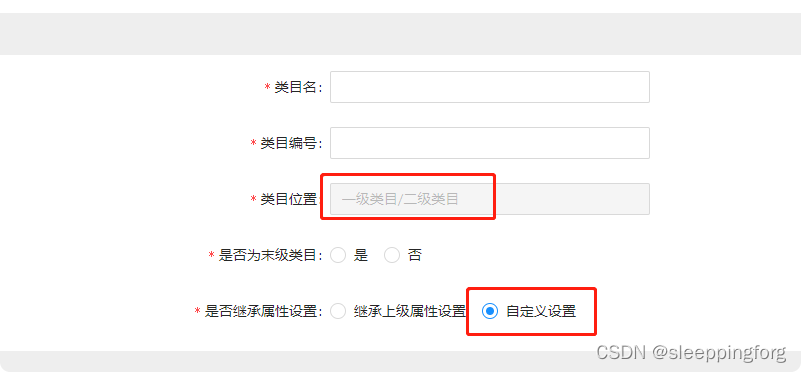 * 类目名:
* 类目编号:
* 类目位置 一级类目/二级类目
* 是否为末级类目: 是 否
* 是否继承属性设置: 继承上级属性设置 自定义设置
CSDN @sleeppingforg